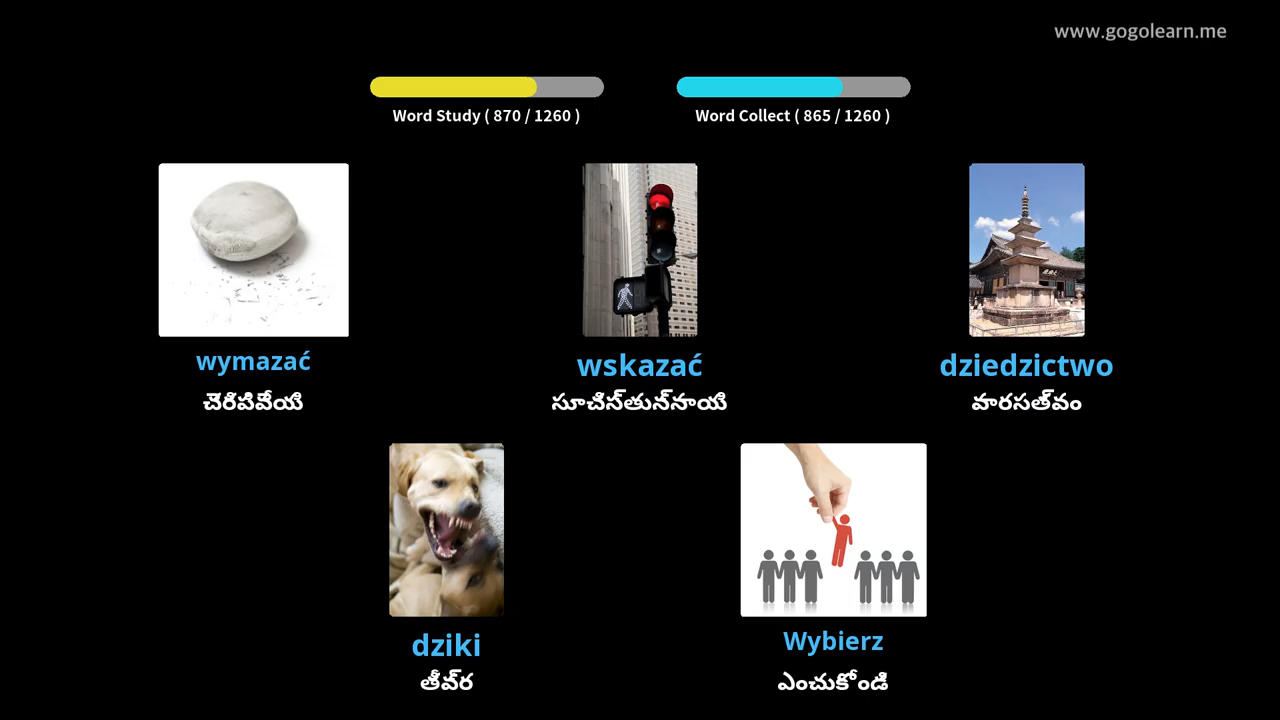 www.gogolearn.me
Word Study ( 870 / 1260 )
Word Collect ( 865 / 1260 )
wymazać
wskazać
dziedzictwo
చెరిపివేయి
సూచిస్‌తున్‌నాయి
వారసత్‌వం
dziki
Wybierz
తీవ్‌ర
ఎంచుకోండి